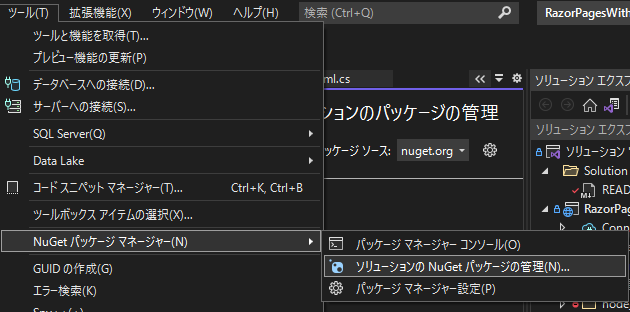 ツール(T) 拡張機能(X) ウィンドウ(W) ヘルプ(H) 検索 (Ctrl+Q) RazorPagesWith
ツールと機能を取得(T)...
プレビュー機能の更新(P)
データベースへの接続(D)...
サーバーへの接続(S)...
SQL Server(Q)
Data Lake
コード スニペット マネージャー(T)... Ctrl+K, Ctrl+B
ツールボックス アイテムの選択(X)...
NuGet パッケージ マネージャー(N)
GUID の作成(G)
エラー検索(K)
ml.cs
ションのパッケージの管理
ッケージ ソース: nuget.org
パッケージ マネージャー コンソール(O)
ソリューションの NuGet パッケージの管理(N)...
パッケージ マネージャー設定(P)
ソリューション エクスプ
ソリューション エクス
ソリューション
Solution
READ
RazorPag
Conn
node